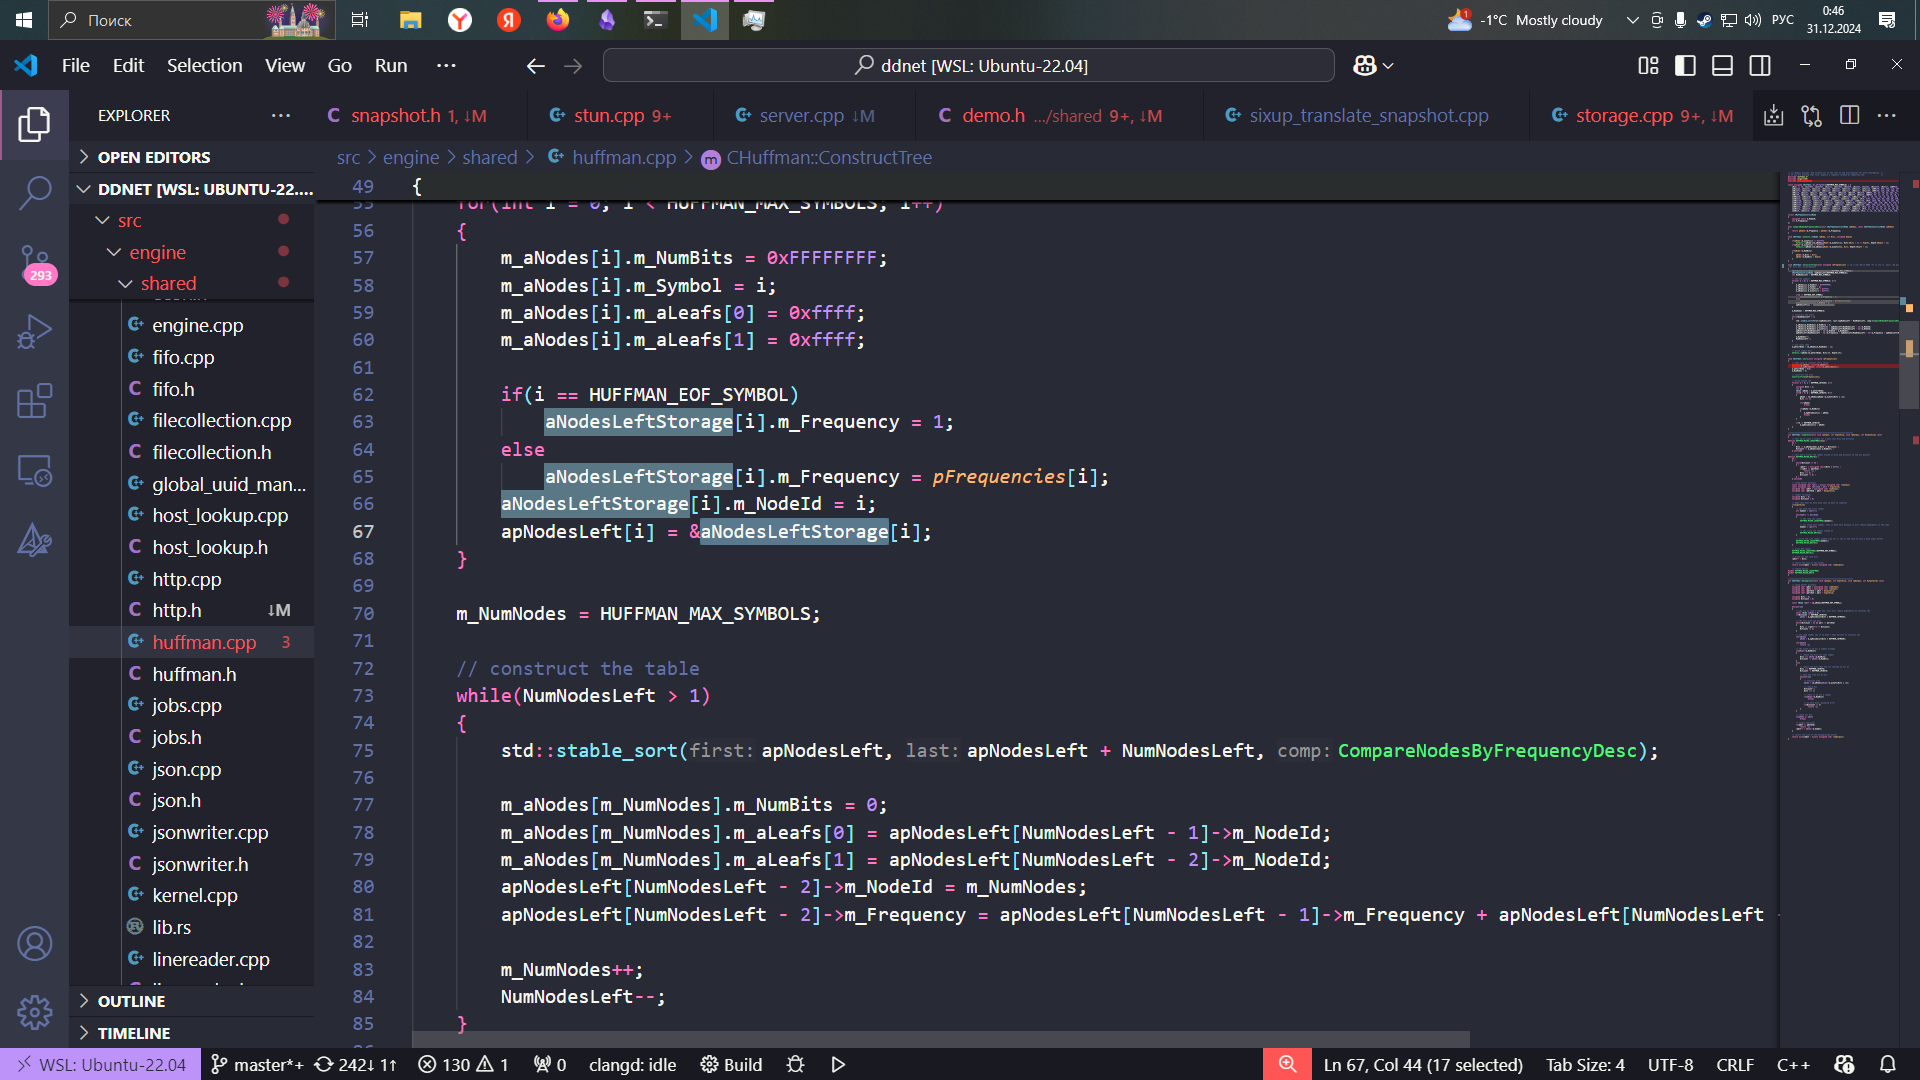 Поиск
-1°C Mostly cloudy
РУС
0:46
31.12.2024
File Edit Selection View Go Run ···
ddnet [WSL: Ubuntu-22.04]
EXPLORER
snapshot.h 1, ↓M
stun.cpp 9+
server.cpp ↓M
demo.h .../shared 9+, ↓M
sixup_translate_snapshot.cpp
storage.cpp 9+, ↓M
src > engine > shared > huffman.cpp > CHuffman::ConstructTree
OPEN EDITORS
DDNET [WSL: UBUNTU-22....
src
engine
shared
engine.cpp
fifo.cpp
fifo.h
filecollection.cpp
filecollection.h
global_uuid_man...
host_lookup.cpp
host_lookup.h
http.cpp
http.h ↓M
huffman.cpp 3
huffman.h
jobs.cpp
jobs.h
json.cpp
json.h
jsonwriter.cpp
jsonwriter.h
kernel.cpp
lib.rs
linereader.cpp
OUTLINE
TIMELINE
293
49 {
55 for(int i = 0; i < HUFFMAN_MAX_SYMBOLS; i++)
56 {
57 m_aNodes[i].m_NumBits = 0xFFFFFFFF;
58 m_aNodes[i].m_Symbol = i;
59 m_aNodes[i].m_aLeafs[0] = 0xffff;
60 m_aNodes[i].m_aLeafs[1] = 0xffff;
61
62 if(i == HUFFMAN_EOF_SYMBOL)
63 aNodesLeftStorage[i].m_Frequency = 1;
64 else
65 aNodesLeftStorage[i].m_Frequency = pFrequencies[i];
66 aNodesLeftStorage[i].m_NodeId = i;
67 apNodesLeft[i] = &aNodesLeftStorage[i];
68 }
69
70 m_NumNodes = HUFFMAN_MAX_SYMBOLS;
71
72 // construct the table
73 while(NumNodesLeft > 1)
74 {
75 std::stable_sort(first: apNodesLeft, last: apNodesLeft + NumNodesLeft, comp: CompareNodesByFrequencyDesc);
76
77 m_aNodes[m_NumNodes].m_NumBits = 0;
78 m_aNodes[m_NumNodes].m_aLeafs[0] = apNodesLeft[NumNodesLeft - 1]->m_NodeId;
79 m_aNodes[m_NumNodes].m_aLeafs[1] = apNodesLeft[NumNodesLeft - 2]->m_NodeId;
80 apNodesLeft[NumNodesLeft - 2]->m_NodeId = m_NumNodes;
81 apNodesLeft[NumNodesLeft - 2]->m_Frequency = apNodesLeft[NumNodesLeft - 1]->m_Frequency + apNodesLeft[NumNodesLeft
82
83 m_NumNodes++;
84 NumNodesLeft--;
85 }
WSL: Ubuntu-22.04 master*+ 242↓ 1↑ 130 1 0 clangd: idle Build Ln 67, Col 44 (17 selected) Tab Size: 4 UTF-8 CRLF C++